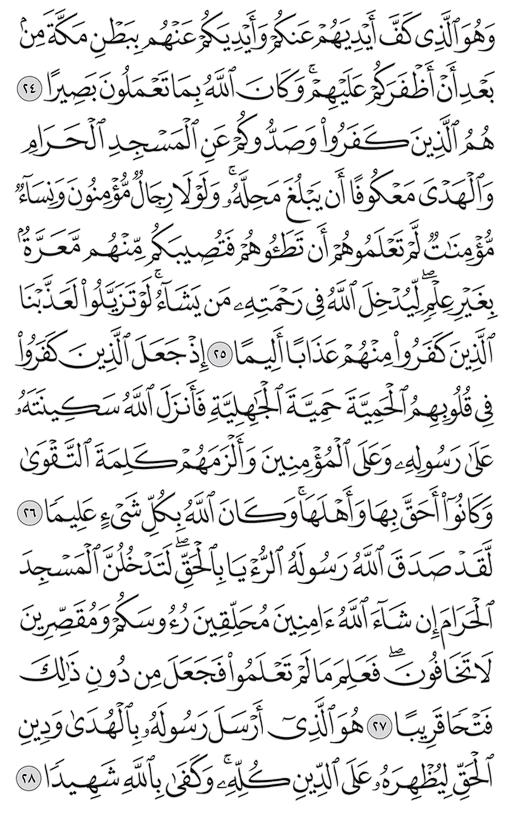 وَهُوَ ٱلَّذِى كَفَّ أَيْدِيَهُمْ عَنكُمْ وَأَيْدِيَكُمْ عَنْهُم بِبَطْنِ مَكَّةَ مِنۢ
بَعْدِ أَنْ أَظْفَرَكُمْ عَلَيْهِمْ ۚ وَكَانَ ٱللَّهُ بِمَا تَعْمَلُونَ بَصِيرًا ٢٤
هُمُ ٱلَّذِينَ كَفَرُوا۟ وَصَدُّوكُمْ عَنِ ٱلْمَسْجِدِ ٱلْحَرَامِ
وَٱلْهَدْىَ مَعْكُوفًا أَن يَبْلُغَ مَحِلَّهُۥ ۚ وَلَوْلَا رِجَالٌ مُّؤْمِنُونَ وَنِسَآءٌ
مُّؤْمِنَـٰتٌ لَّمْ تَعْلَمُوهُمْ أَن تَطَـُٔوهُمْ فَتُصِيبَكُم مِّنْهُم مَّعَرَّةٌۢ
بِغَيْرِ عِلْمٍ ۖ لِّيُدْخِلَ ٱللَّهُ فِى رَحْمَتِهِۦ مَن يَشَآءُ ۚ لَوْ تَزَيَّلُوا۟ لَعَذَّبْنَا
ٱلَّذِينَ كَفَرُوا۟ مِنْهُمْ عَذَابًا أَلِيمًا ٢٥ إِذْ جَعَلَ ٱلَّذِينَ كَفَرُوا۟
فِى قُلُوبِهِمُ ٱلْحَمِيَّةَ حَمِيَّةَ ٱلْجَـٰهِلِيَّةِ فَأَنزَلَ ٱللَّهُ سَكِينَتَهُۥ
عَلَىٰ رَسُولِهِۦ وَعَلَى ٱلْمُؤْمِنِينَ وَأَلْزَمَهُمْ كَلِمَةَ ٱلتَّقْوَىٰ
وَكَانُوٓا۟ أَحَقَّ بِهَا وَأَهْلَهَا ۚ وَكَانَ ٱللَّهُ بِكُلِّ شَىْءٍ عَلِيمًا ٢٦
لَّقَدْ صَدَقَ ٱللَّهُ رَسُولَهُ ٱلرُّءْيَا بِٱلْحَقِّ ۖ لَتَدْخُلُنَّ ٱلْمَسْجِدَ
ٱلْحَرَامَ إِن شَآءَ ٱللَّهُ ءَامِنِينَ مُحَلِّقِينَ رُءُوسَكُمْ وَمُقَصِّرِينَ
لَا تَخَافُونَ ۖ فَعَلِمَ مَا لَمْ تَعْلَمُوا۟ فَجَعَلَ مِن دُونِ ذَٰلِكَ
فَتْحًا قَرِيبًا ٢٧ هُوَ ٱلَّذِىٓ أَرْسَلَ رَسُولَهُۥ بِٱلْهُدَىٰ وَدِينِ
ٱلْحَقِّ لِيُظْهِرَهُۥ عَلَى ٱلدِّينِ كُلِّهِۦ ۚ وَكَفَىٰ بِٱللَّهِ شَهِيدًا ٢٨